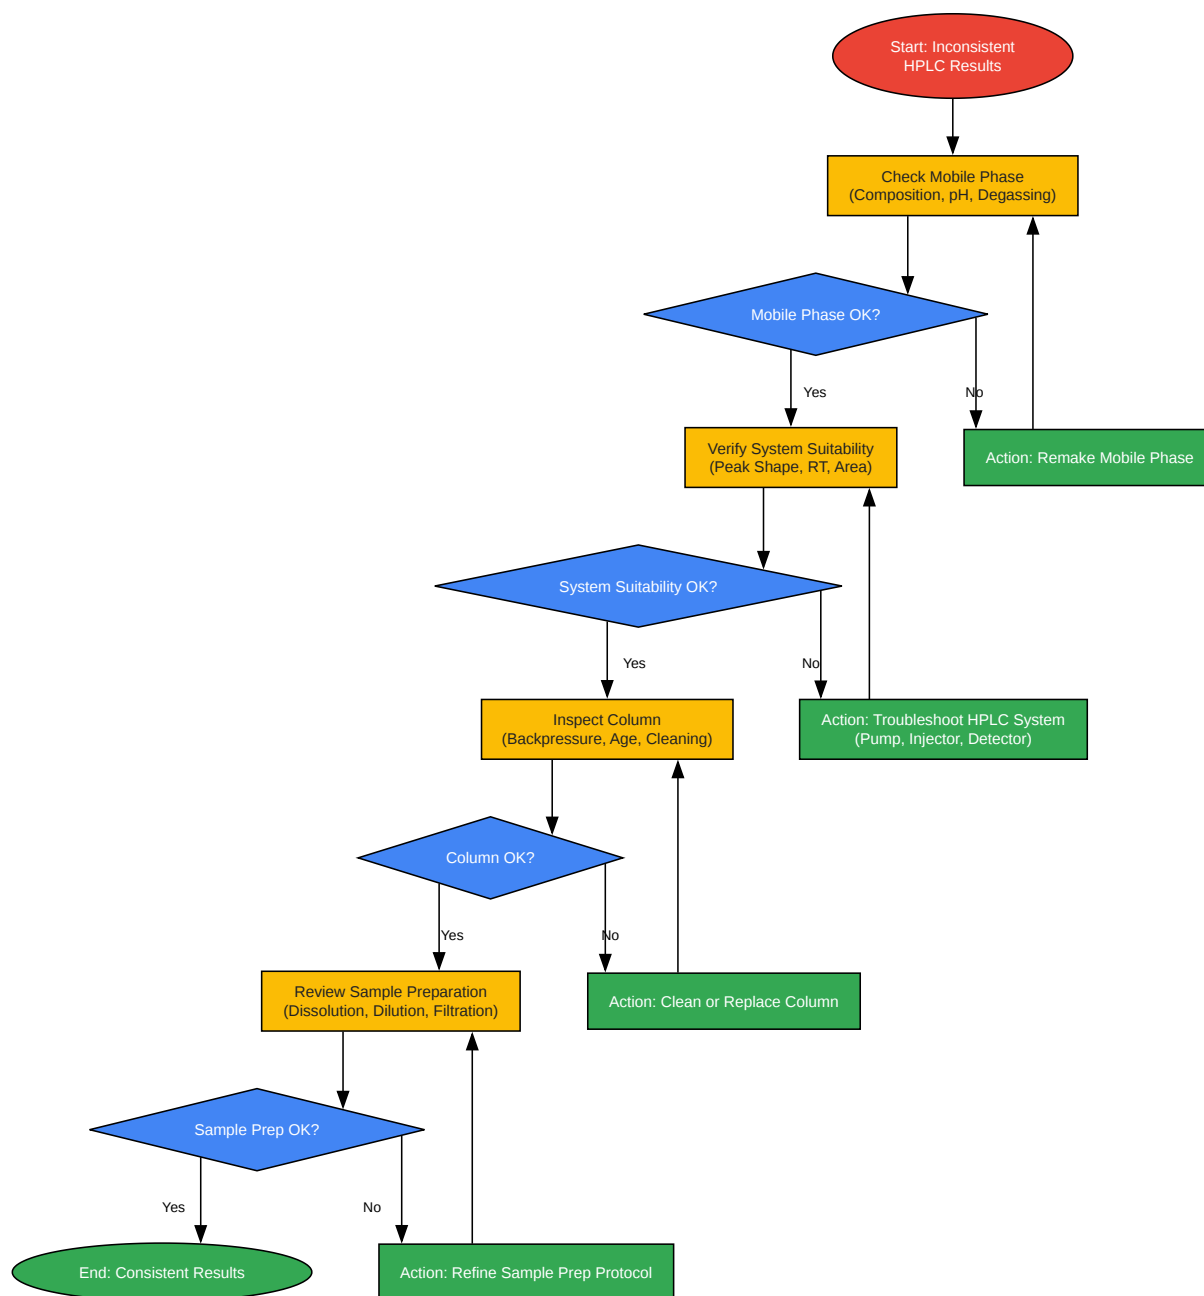 Start: Inconsistent
HPLC Results
Check Mobile Phase
(Composition, pH, Degassing)
Mobile Phase OK?
Yes
No
Verify System Suitability
(Peak Shape, RT, Area)
Action: Remake Mobile Phase
System Suitability OK?
Yes
No
Inspect Column
(Backpressure, Age, Cleaning)
Action: Troubleshoot HPLC System
(Pump, Injector, Detector)
Column OK?
Yes
No
Review Sample Preparation
(Dissolution, Dilution, Filtration)
Action: Clean or Replace Column
Sample Prep OK?
Yes
No
End: Consistent Results
Action: Refine Sample Prep Protocol